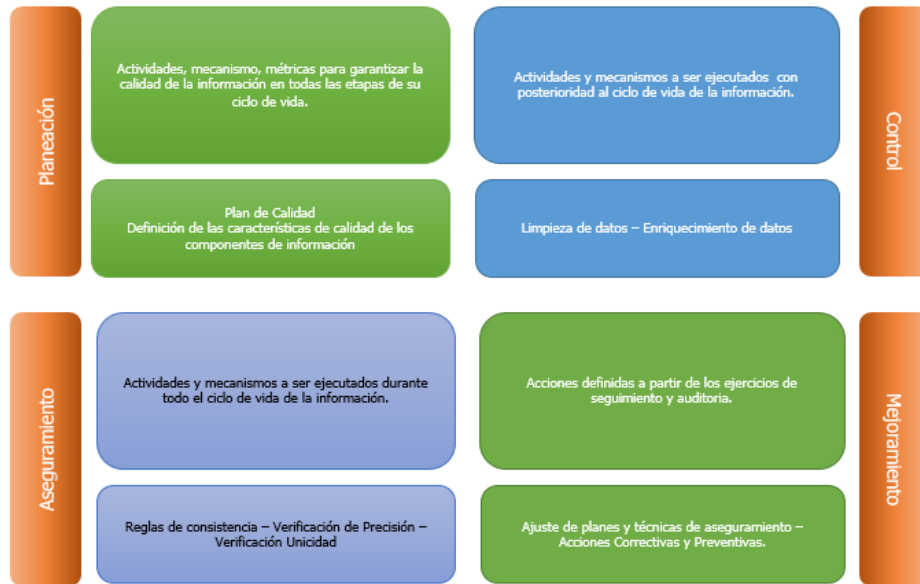 Planeación
Actividades, mecanismo, métricas para garantizar la
calidad de la información en todas las etapas de su
ciclo de vida.
Plan de Calidad
Definición de las características de calidad de los
componentes de información
Actividades y mecanismos a ser ejecutados con
posterioridad al ciclo de vida de la información.
Limpieza de datos – Enriquecimiento de datos
Control
Aseguramiento
Actividades y mecanismos a ser ejecutados durante
todo el ciclo de vida de la información.
Reglas de consistencia – Verificación de Precisión –
Verificación Unicidad
Acciones definidas a partir de los ejercicios de
seguimiento y auditoria.
Ajuste de planes y técnicas de aseguramiento –
Acciones Correctivas y Preventivas.
Mejoramiento